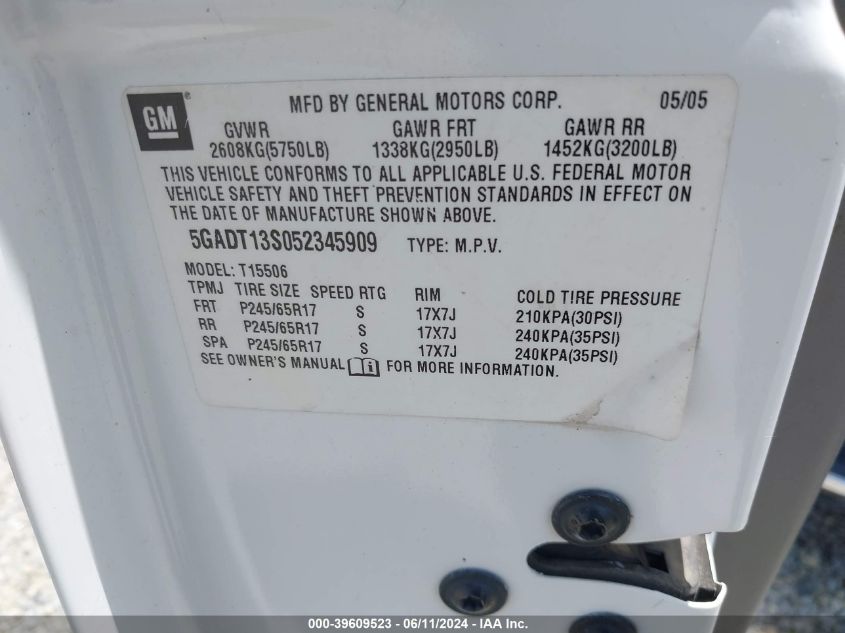 GM ® MFD BY GENERAL MOTORS CORP. 05/05
GVWR GAWR FRT GAWR RR
2608KG(5750LB) 1338KG(2950LB) 1452KG(3200LB)
THIS VEHICLE CONFORMS TO ALL APPLICABLE U.S. FEDERAL MOTOR
VEHICLE SAFETY AND THEFT PREVENTION STANDARDS IN EFFECT ON
THE DATE OF MANUFACTURE SHOWN ABOVE.
5GADT13S052345909 TYPE: M.P.V.
MODEL: T15506
TPMJ TIRE SIZE SPEED RTG RIM COLD TIRE PRESSURE
FRT P245/65R17 S 17X7J 210KPA(30PSI)
RR P245/65R17 S 17X7J 240KPA(35PSI)
SPA P245/65R17 S 17X7J 240KPA(35PSI)
SEE OWNER'S MANUAL FOR MORE INFORMATION.
000-39609523 - 06/11/2024 - IAAI.com.